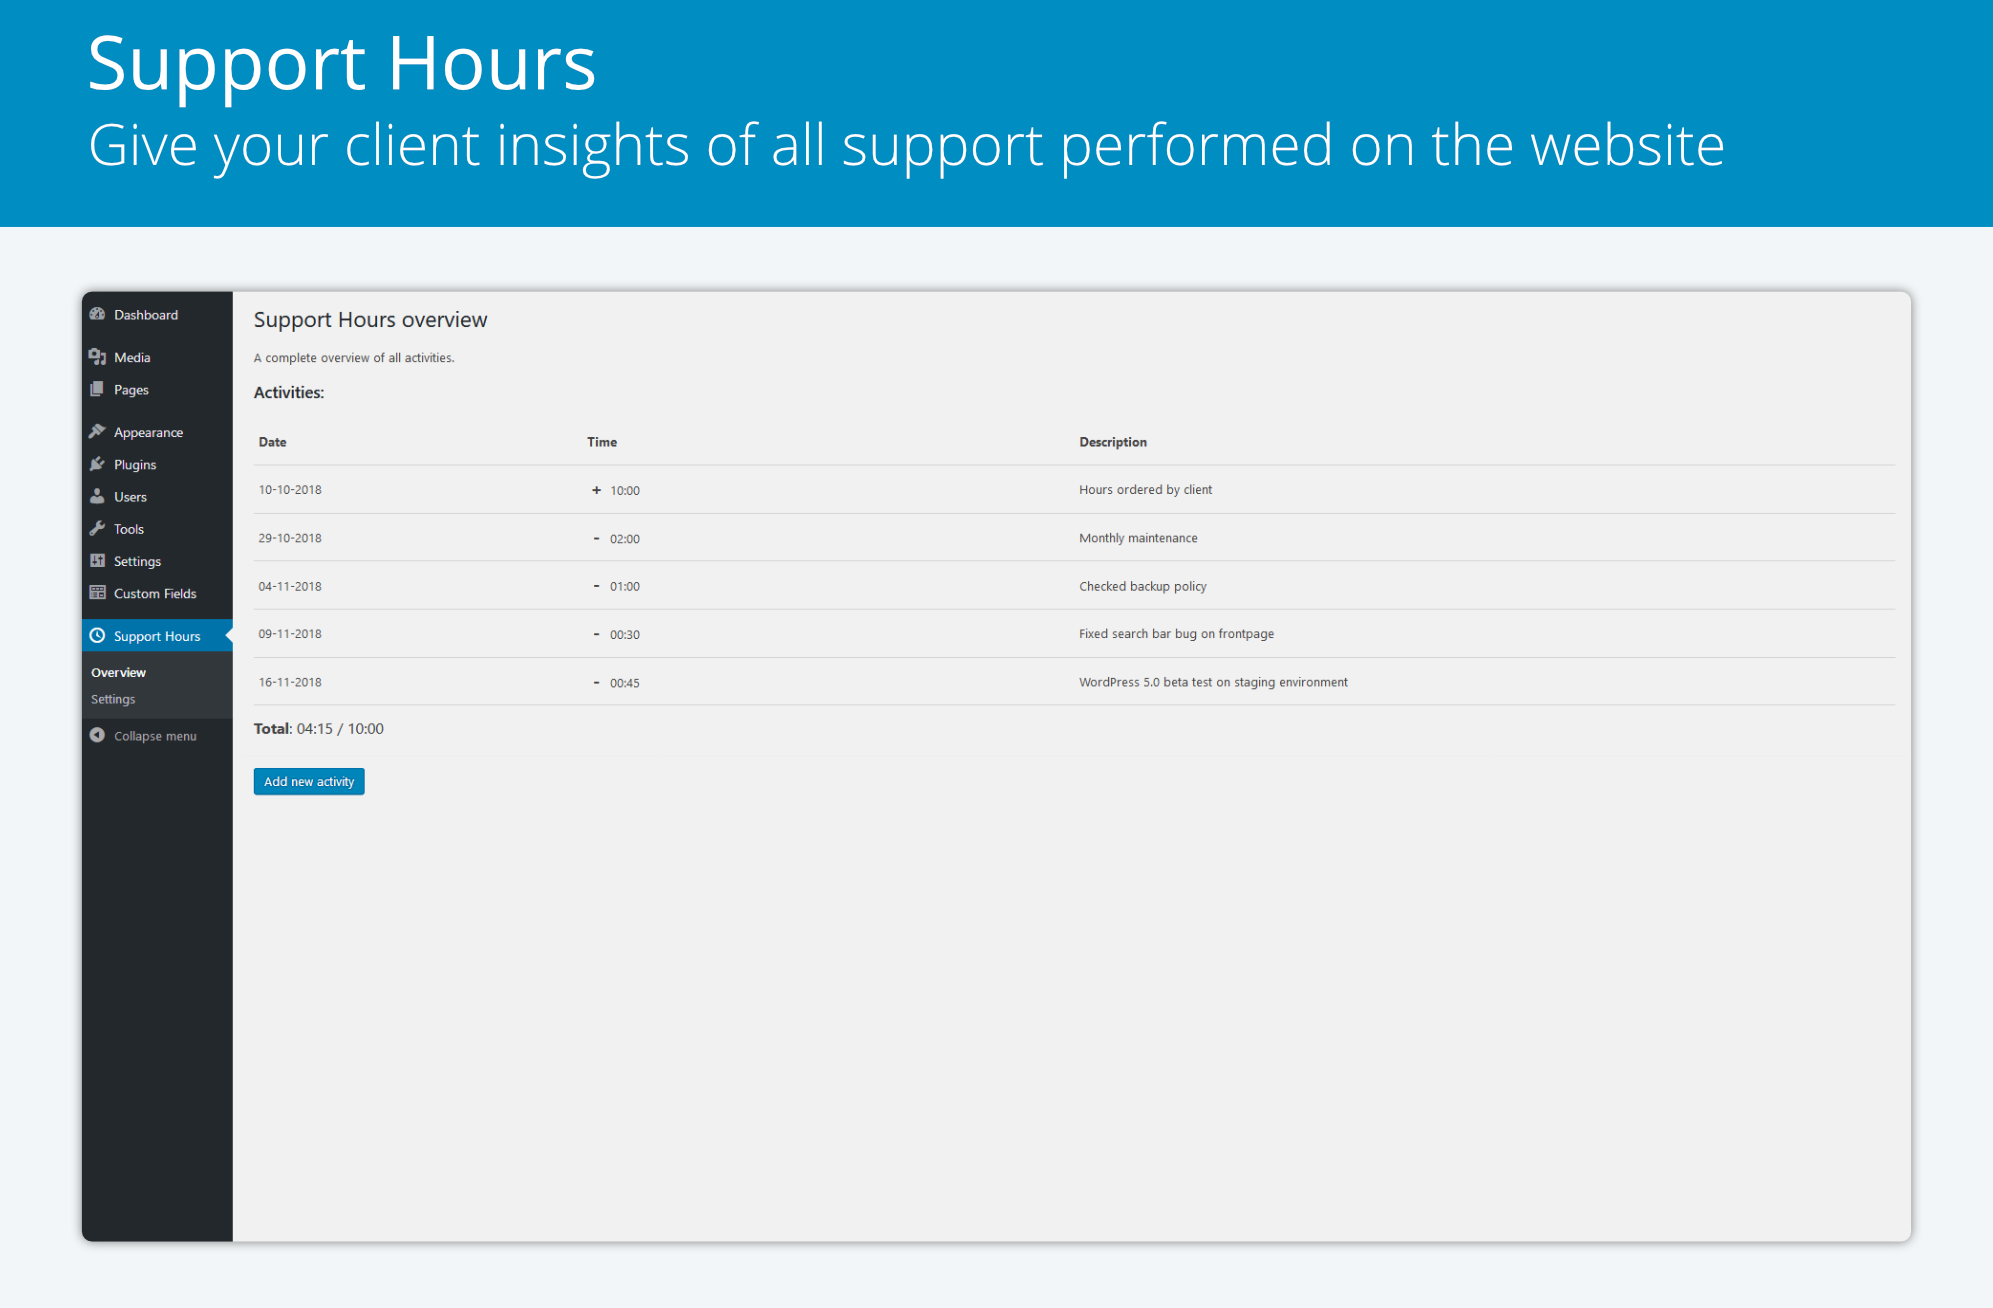 Support Hours
Give your client insights of all support performed on the website
Dashboard
Media
Pages
Appearance
Plugins
Users
Tools
Settings
Custom Fields
Support Hours
Overview
Settings
Collapse menu
Support Hours overview
A complete overview of all activities.
Activities:
Date Time Description
10-10-2018 + 10:00 Hours ordered by client
29-10-2018 - 02:00 Monthly maintenance
04-11-2018 - 01:00 Checked backup policy
09-11-2018 - 00:30 Fixed search bar bug on frontpage
16-11-2018 - 00:45 WordPress 5.0 beta test on staging environment
Total: 04:15 / 10:00
Add new activity